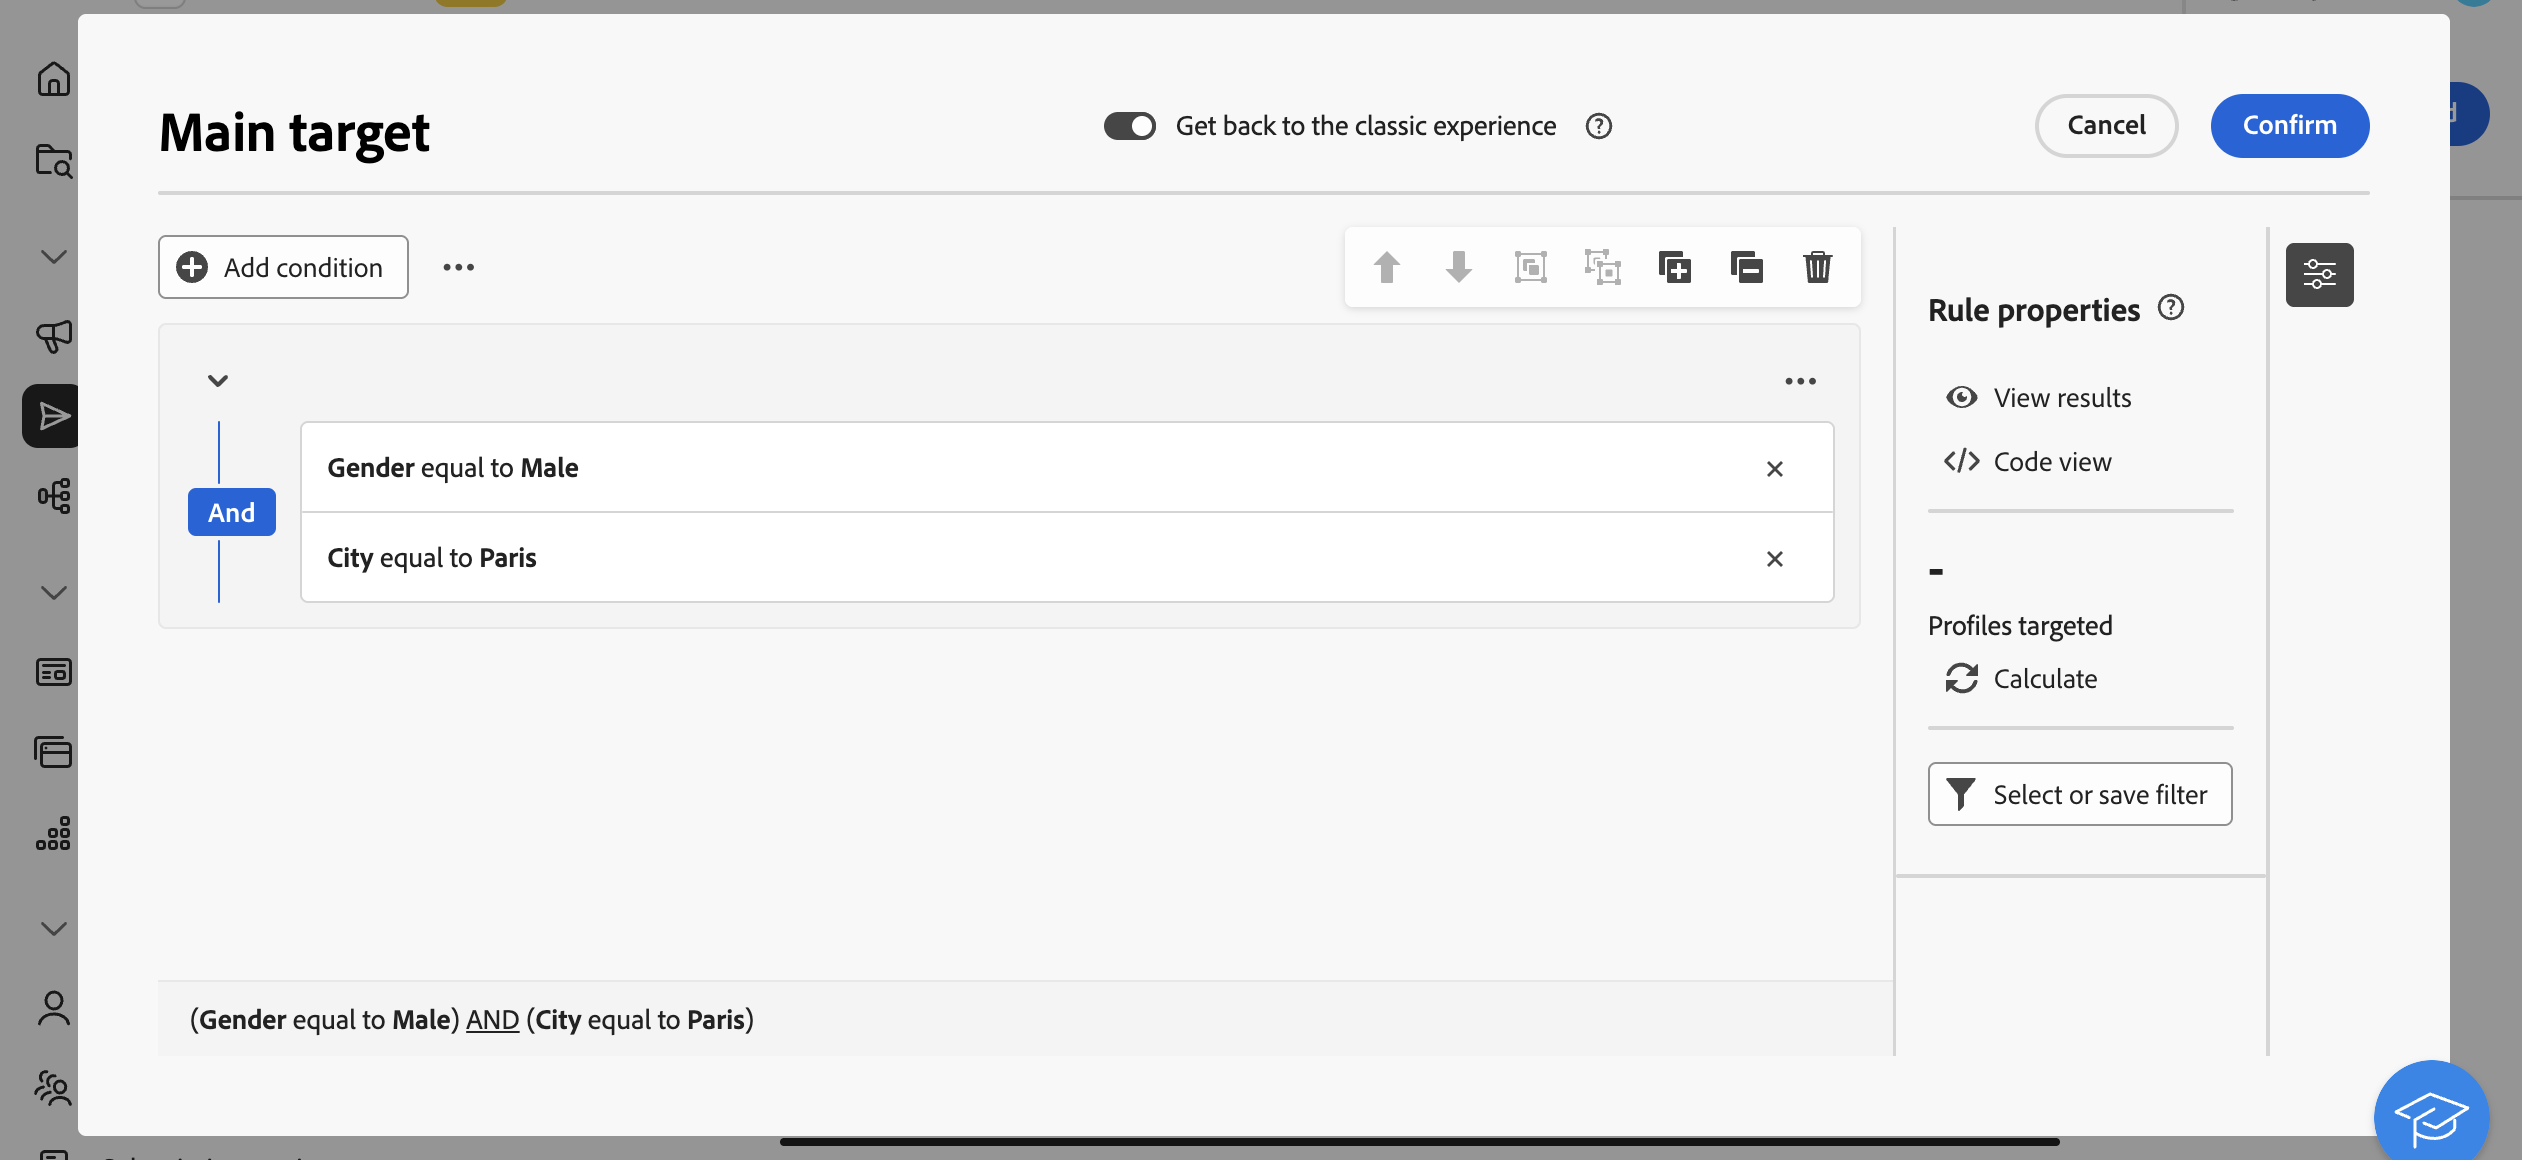 Main target
Get back to the classic experience
Cancel
Confirm
Add condition
Rule properties
View results
Gender equal to Male
Code view
And
City equal to Paris
-
Profiles targeted
Calculate
Select or save filter
(Gender equal to Male) AND (City equal to Paris)